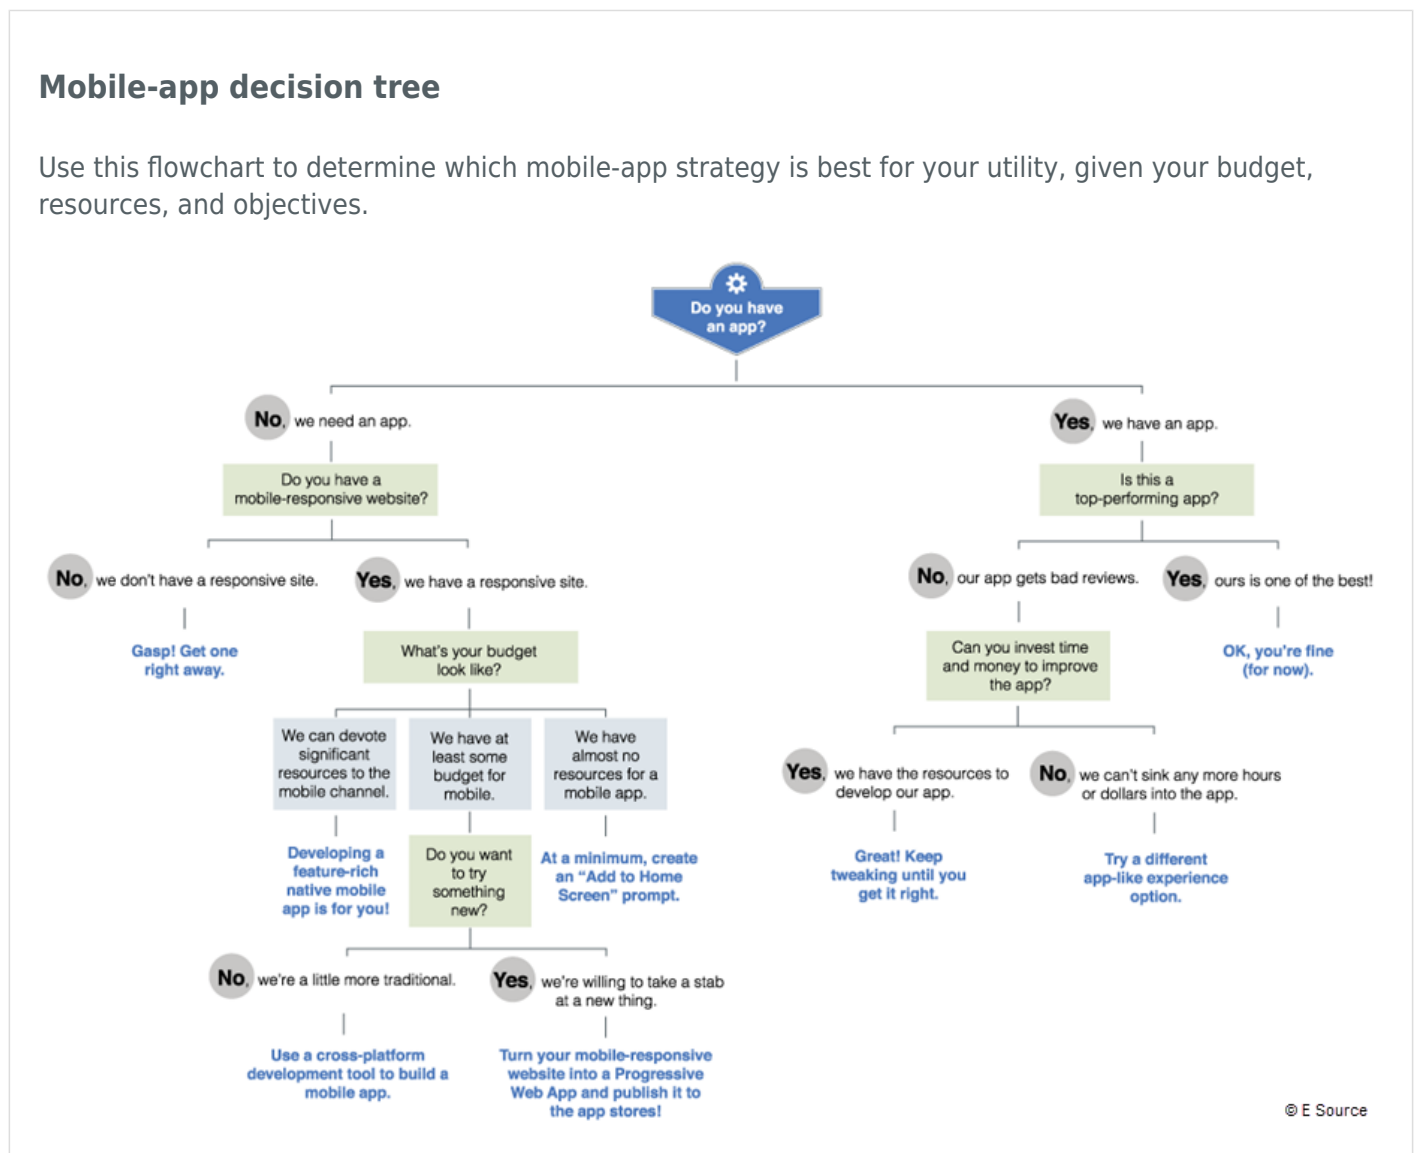 Mobile-app decision tree
Use this flowchart to determine which mobile-app strategy is best for your utility, given your budget,
resources, and objectives.
Do you have
an app?
No, we need an app.
Yes, we have an app.
Do you have a
mobile-responsive website?
Is this a
top-performing app?
No, we don't have a responsive site.
Yes, we have a responsive site.
No, our app gets bad reviews.
Yes, ours is one of the best!
Gasp! Get one
right away.
What's your budget
look like?
Can you invest time
and money to improve
the app?
OK, you're fine
(for now).
We can devote
significant
resources to the
mobile channel.
We have at
least some
budget for
mobile.
We have
almost no
resources for a
mobile app.
Yes, we have the resources to
develop our app.
No, we can't sink any more hours
or dollars into the app.
Developing a
feature-rich
native mobile
app is for you!
Do you want
to try
something
new?
At a minimum, create
an “Add to Home
Screen” prompt.
Great! Keep
tweaking until you
get it right.
Try a different
app-like experience
option.
No, we're a little more traditional.
Yes, we're willing to take a stab
at a new thing.
Use a cross-platform
development tool to build a
mobile app.
Turn your mobile-responsive
website into a Progressive
Web App and publish it to
the app stores!
© E Source